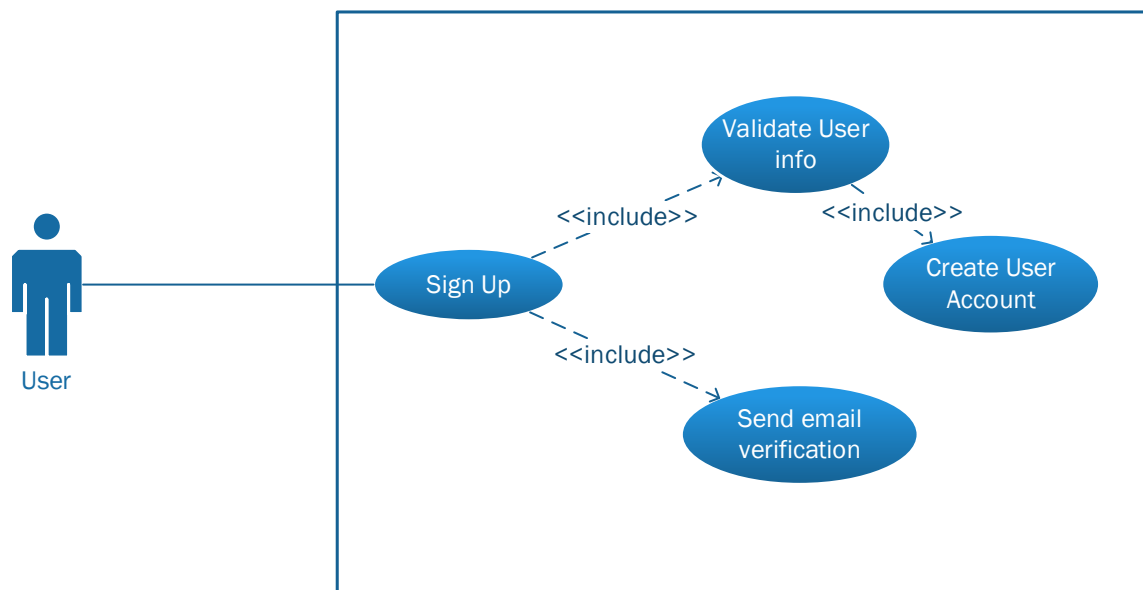 Validate User
info
<<include>>
<<include>>
Sign Up
Create User
Account
<<include>>
User
Send email
verification